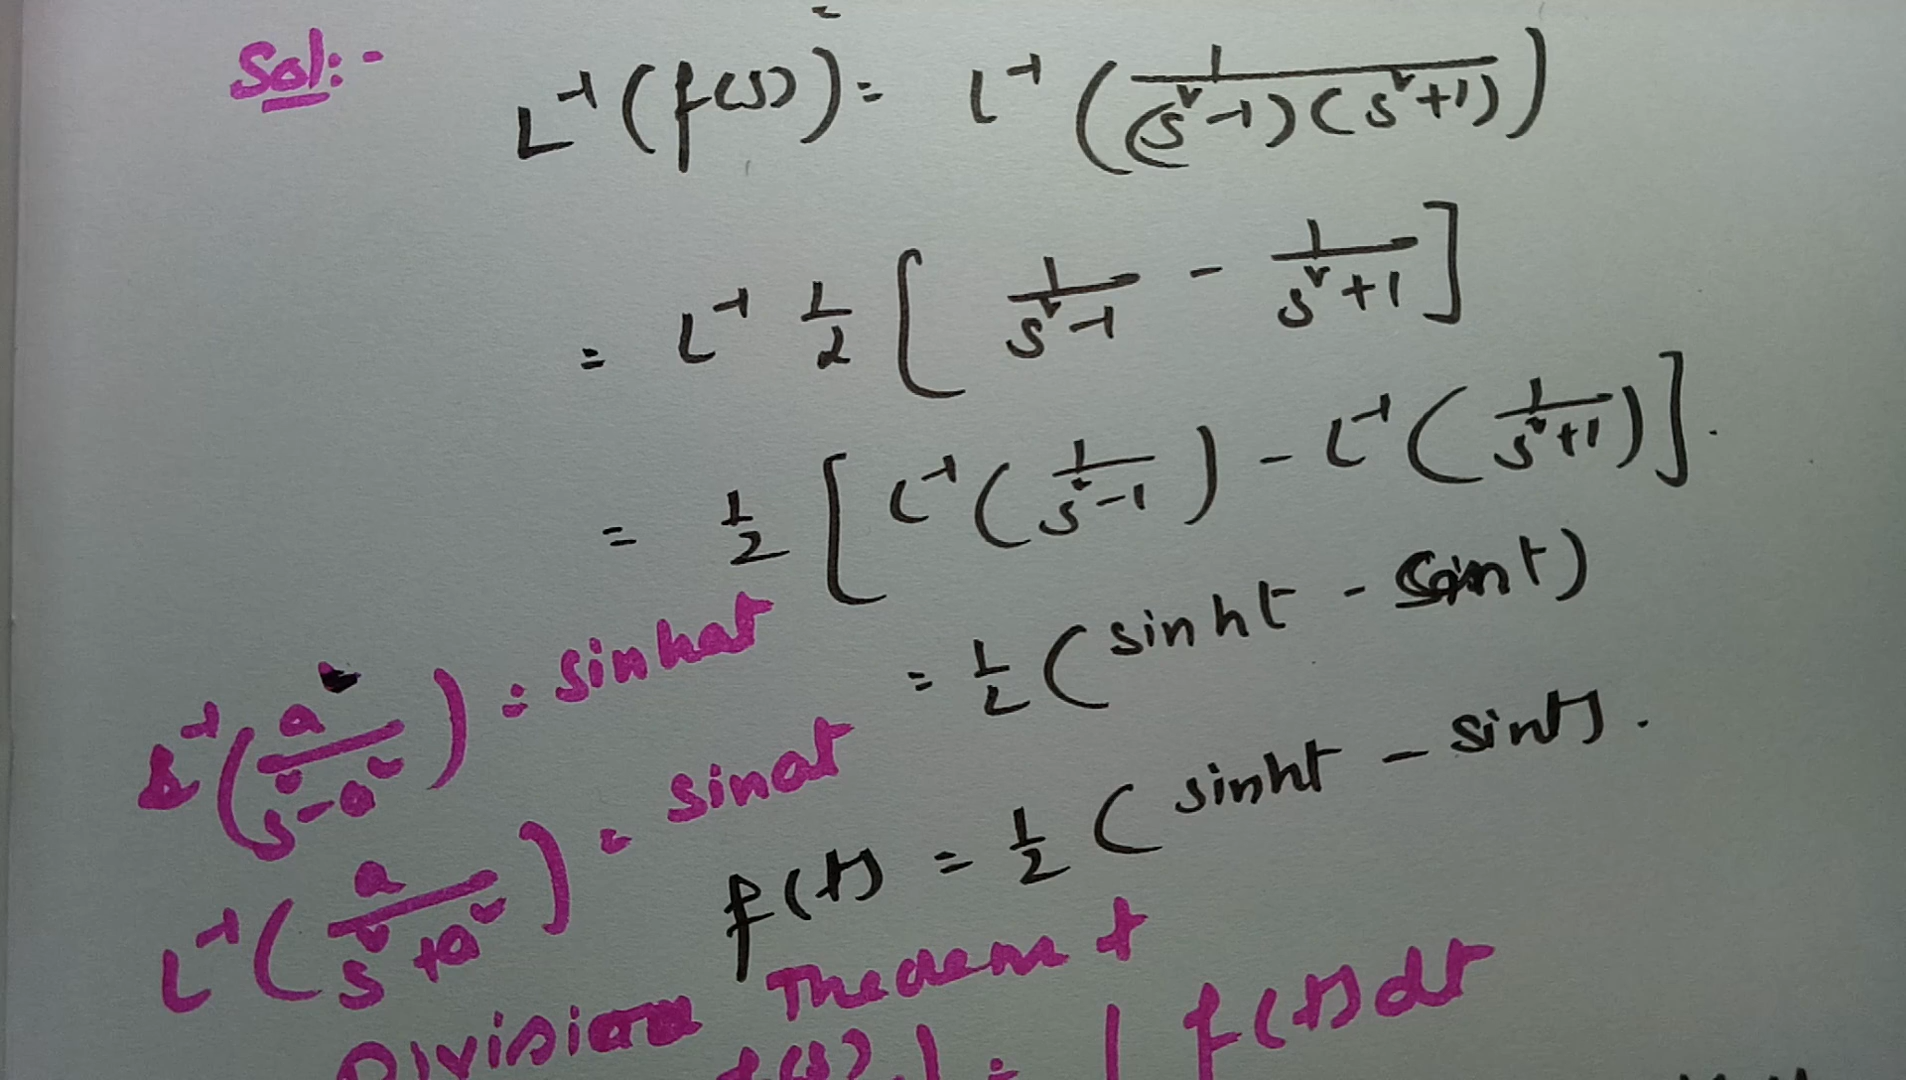 Sol:-
L⁻¹(f(s)) = L⁻¹(1/((s²-1)(s²+1)))
= L⁻¹ 1/2 [1/(s²-1) - 1/(s²+1)]
= 1/2 [L⁻¹(1/(s²-1)) - L⁻¹(1/(s²+1))].
= 1/2 (sinht - sint)
L⁻¹(a/(s²-a²)) = sinhat
f(t) = 1/2 (sinht - sint).
L⁻¹(a/(s²+a²)) = sinat
Division Theorem t
f(s) ) = ∫ f(t)dt